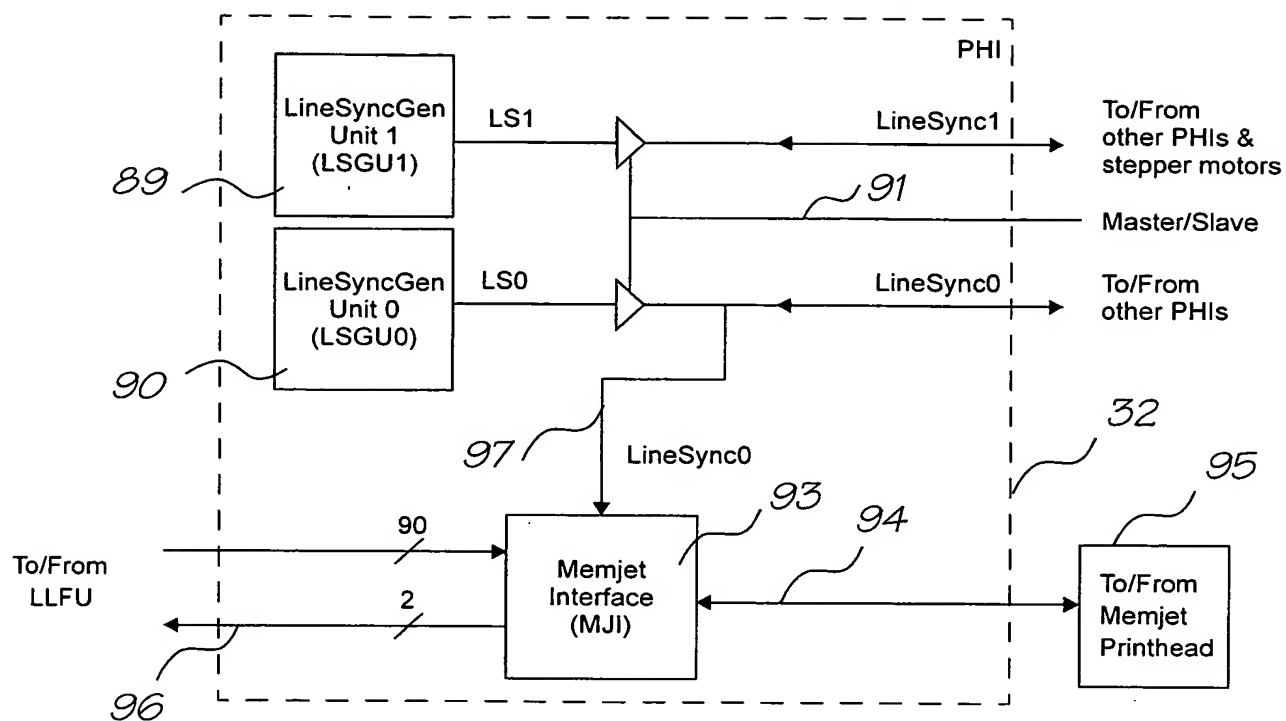 PHI
LineSyncGen
Unit 1
(LSGU1)
LS1
LineSync1
To/From
other PHIs &
stepper motors
89
91
Master/Slave
LineSyncGen
Unit 0
(LSGU0)
LS0
LineSync0
To/From
other PHIs
90
97
LineSync0
32
95
93
94
90
To/From
LLFU
2
Memjet
Interface
(MJI)
To/From
Memjet
Printhead
96